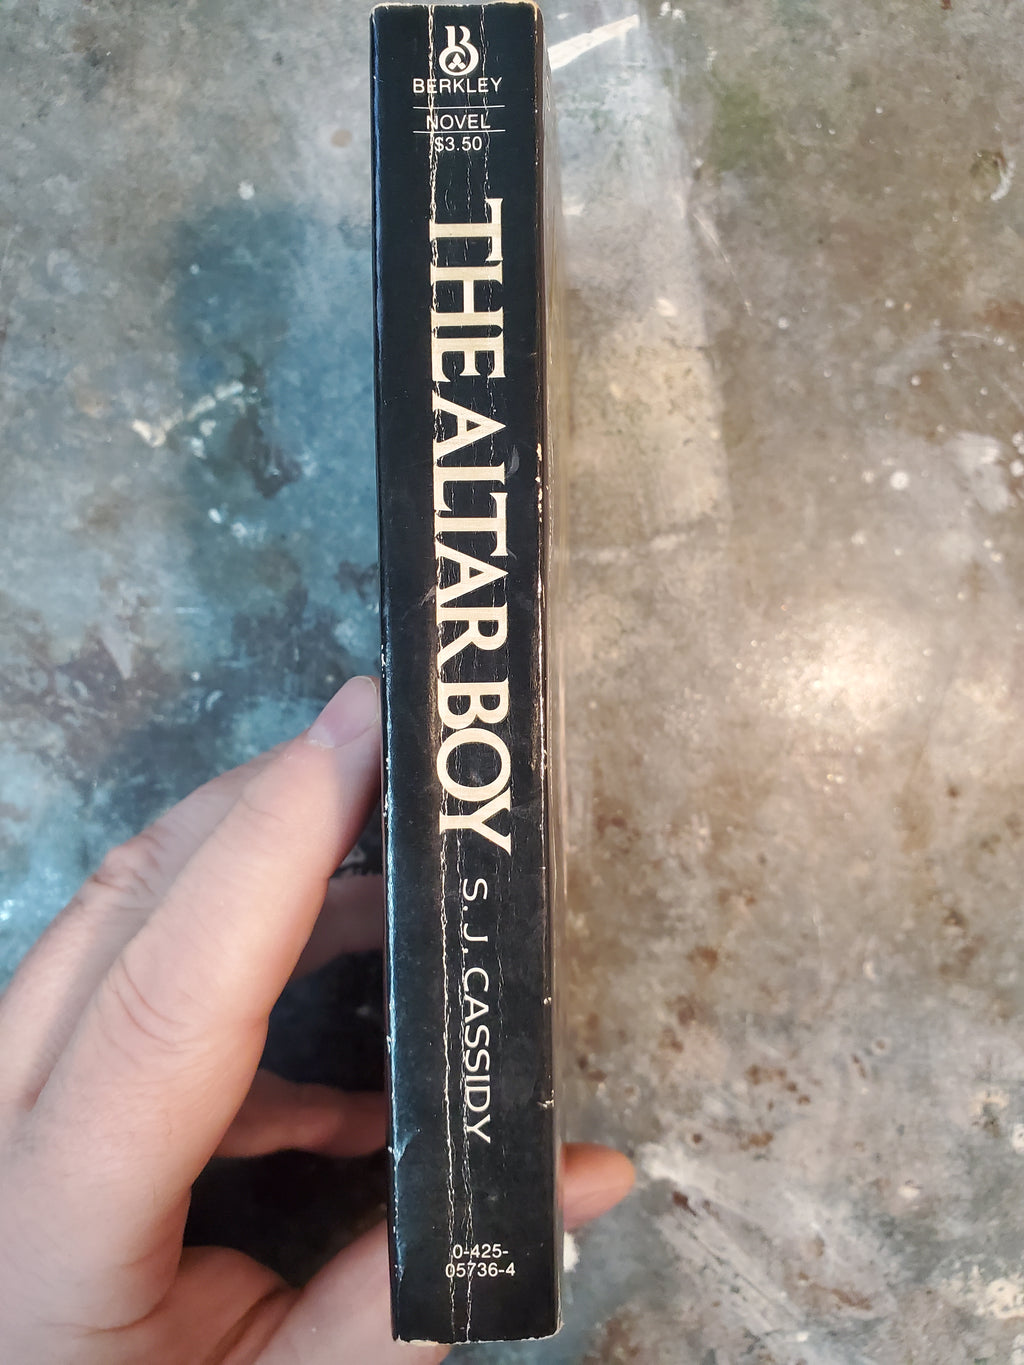 B
BERKLEY
NOVEL
$3.50
THE ALTAR BOY
S. J. CASSIDY
0-425-
05736-4